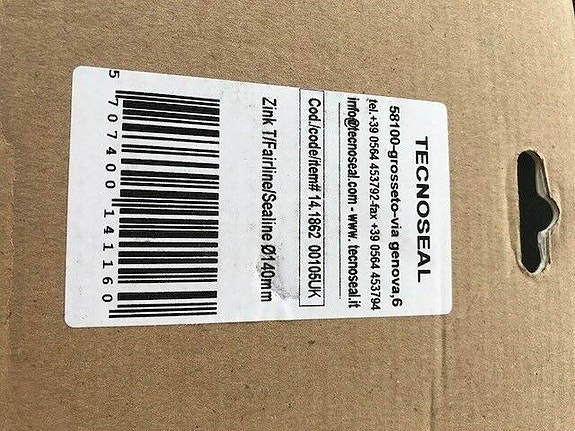 TECNOSEAL
58100-grosseto-via genova,6
tel.+39 0564 453792-fax +39 0564 453794
info@tecnoseal.com - www. tecnoseal.it
Cod./code/item# 14.1862 00105UK
Zink T/Fairline/Sealine Ø140mm
5 707400 141160